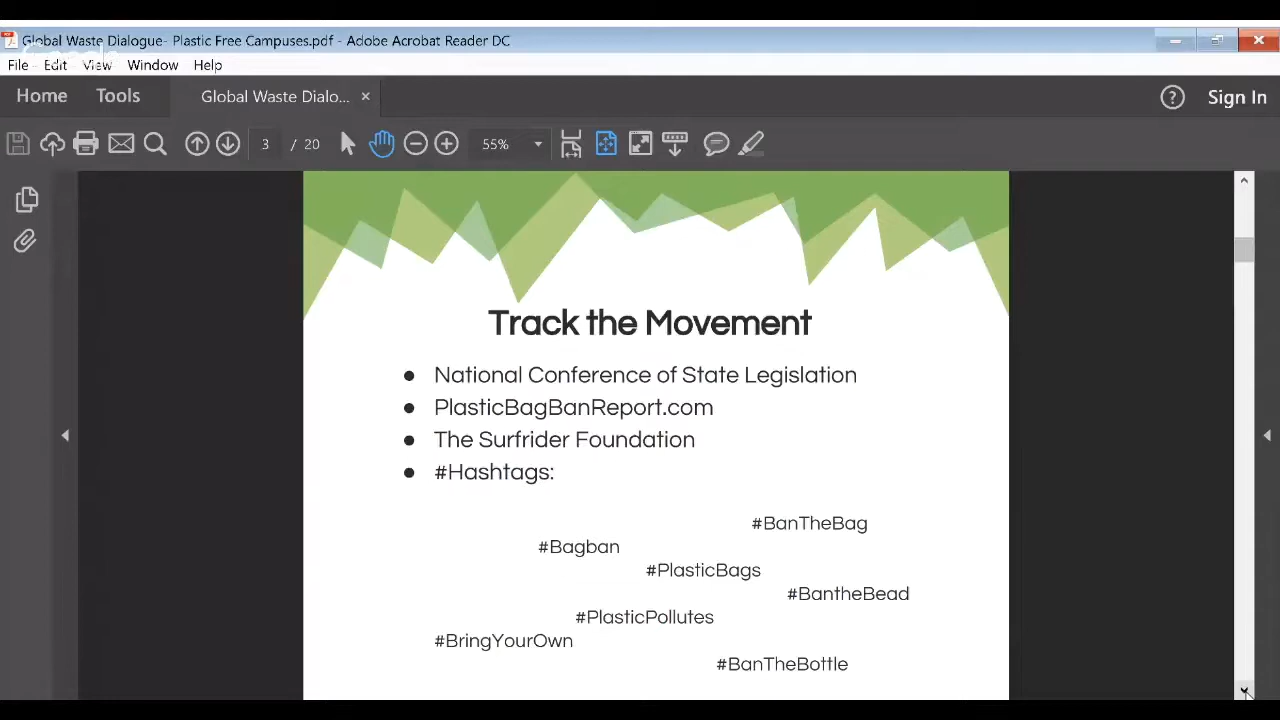 Global Waste Dialogue- Plastic Free Campuses.pdf - Adobe Acrobat Reader DC
File Edit View Window Help
Home Tools Global Waste Dialo... × ? Sign In
3 / 20 55%
Track the Movement
● National Conference of State Legislation
● PlasticBagBanReport.com
● The Surfrider Foundation
● #Hashtags:
#BanTheBag
#Bagban
#PlasticBags
#BantheBead
#PlasticPollutes
#BringYourOwn
#BanTheBottle